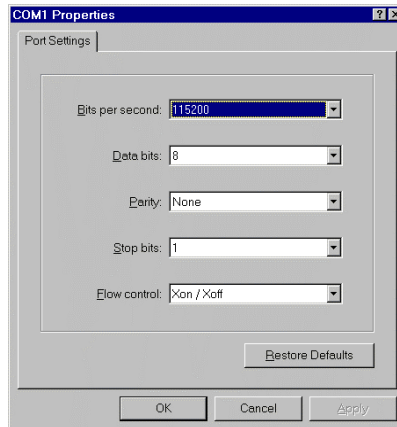 COM1 Properties
Port Settings
Bits per second: 115200
Data bits: 8
Parity: None
Stop bits: 1
Flow control: Xon / Xoff
Restore Defaults
OK Cancel Apply